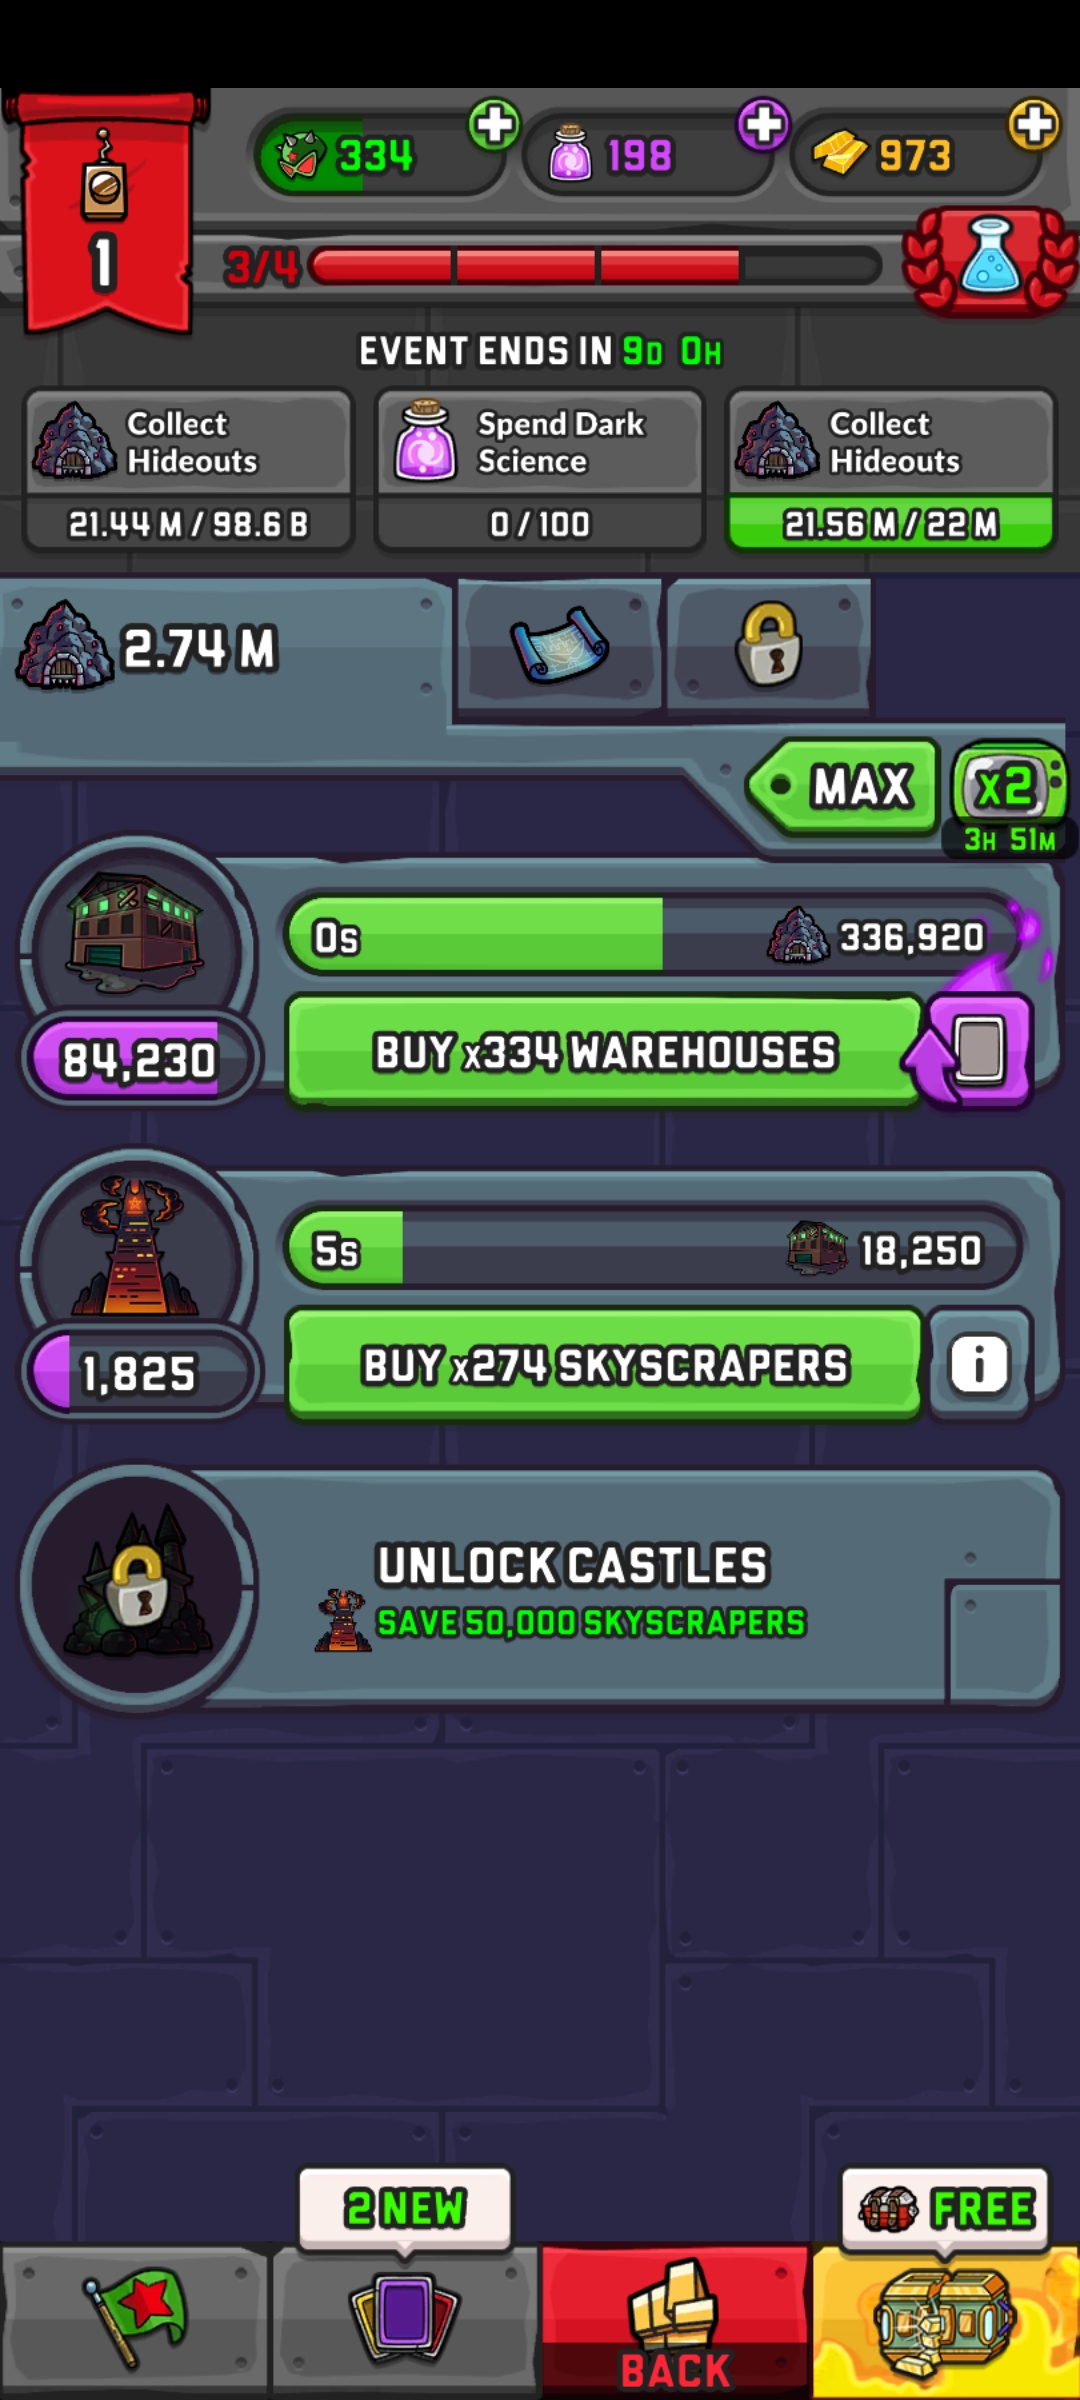 334
198
973
1
3/4
EVENT ENDS IN 9D 0H
Collect
Hideouts
21.44 M / 98.6 B
Spend Dark
Science
0 / 100
Collect
Hideouts
21.56 M / 22 M
2.74 M
MAX
x2
3H 51M
0s
336,920
84,230
BUY x334 WAREHOUSES
5s
18,250
1,825
BUY x274 SKYSCRAPERS
i
UNLOCK CASTLES
SAVE 50,000 SKYSCRAPERS
2 NEW
FREE
BACK